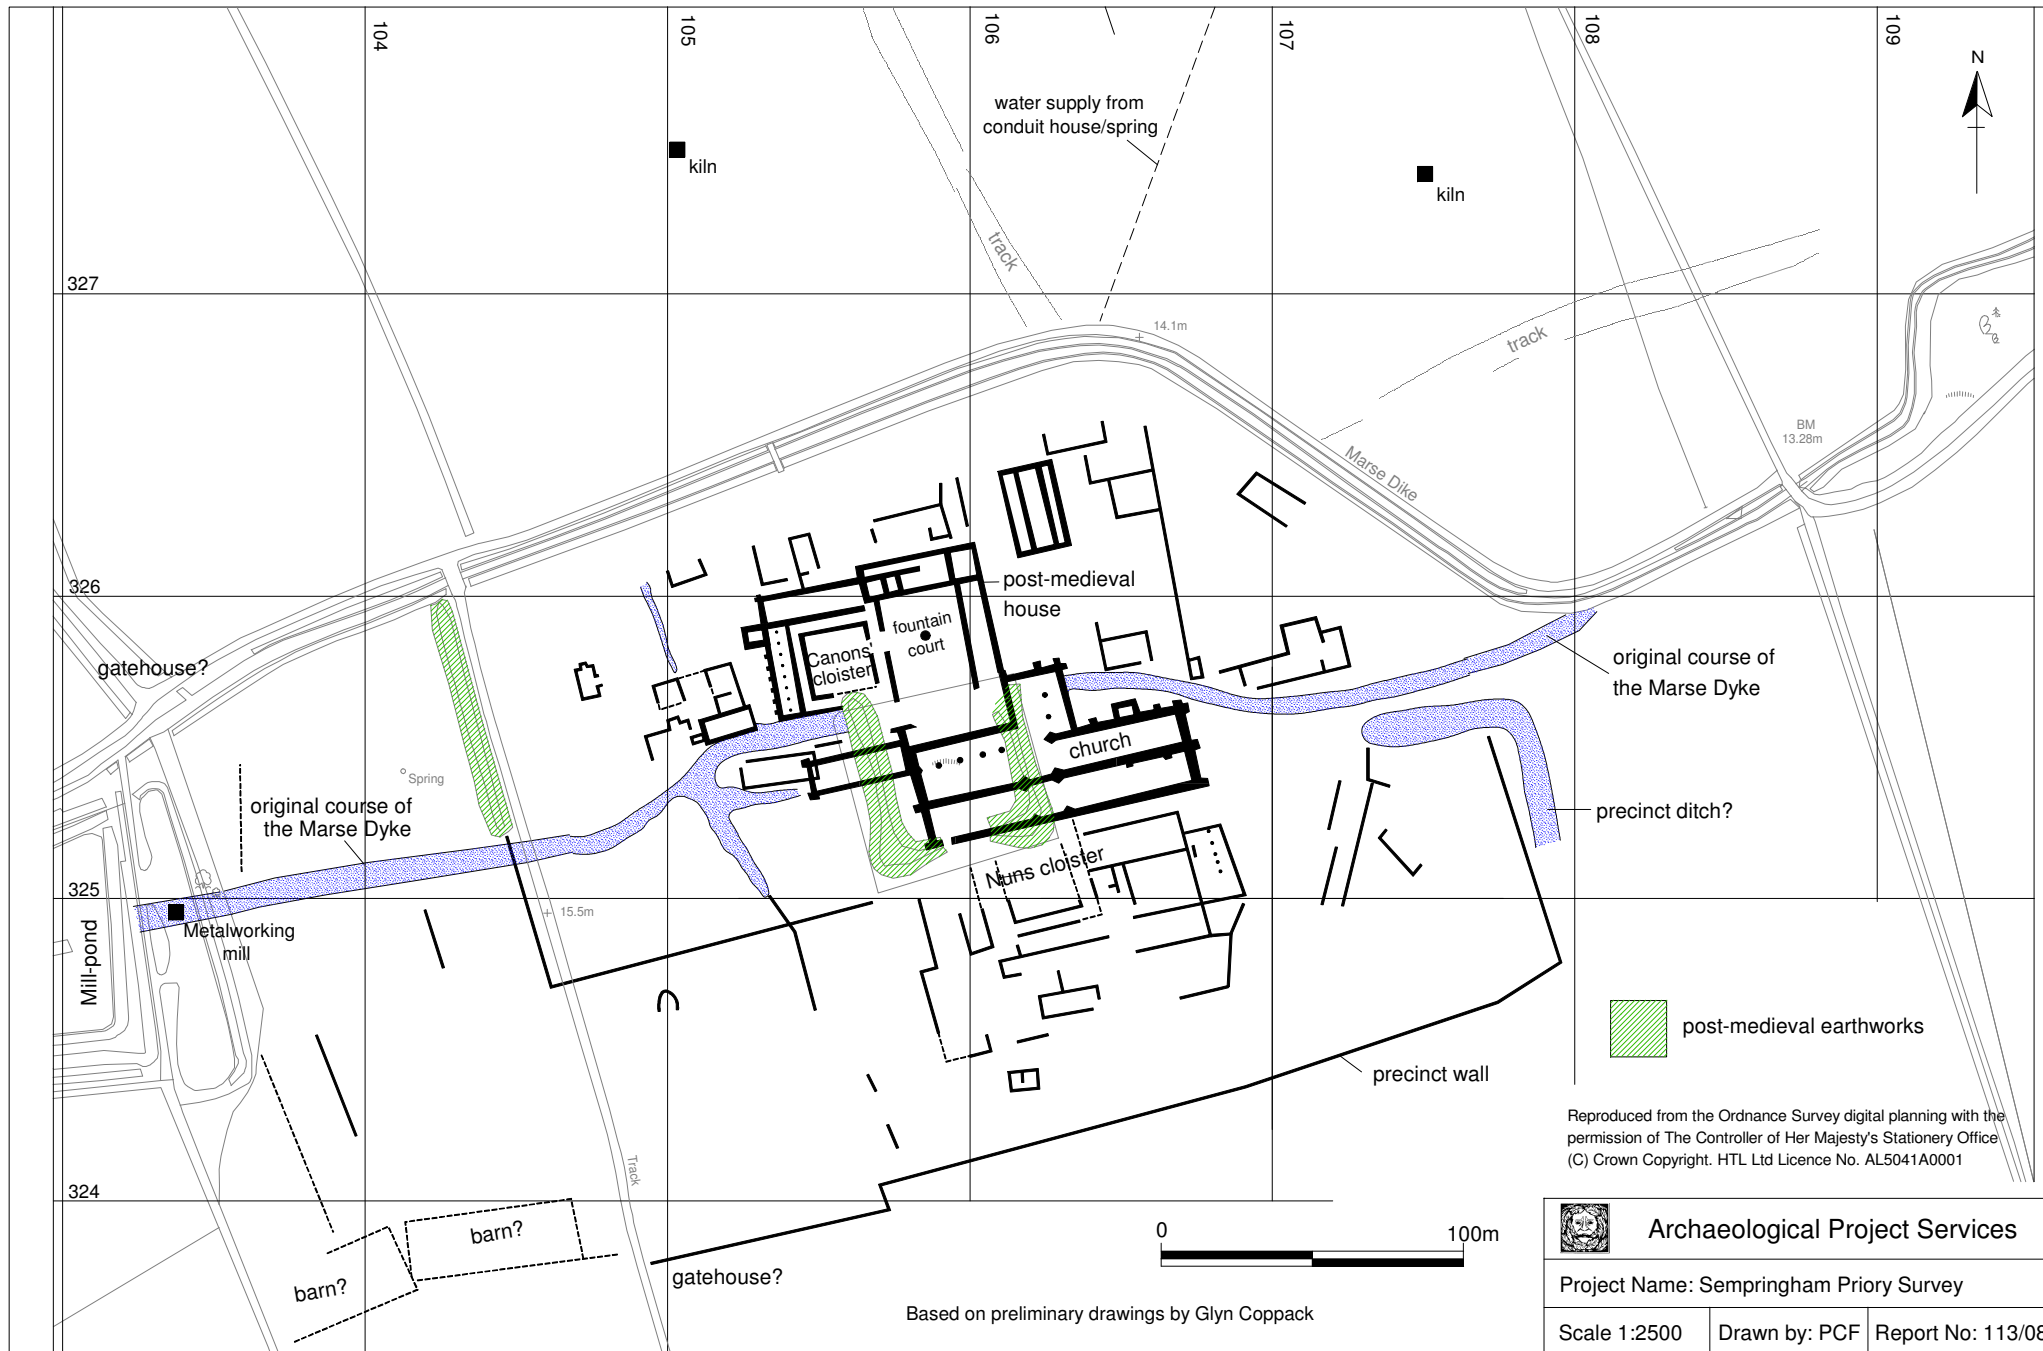 104
105
106
107
108
109
N
water supply from
conduit house/spring
kiln
kiln
track
327
14.1m
track
BM
13.28m
Marse Dike
326
post-medieval
house
fountain
court
Canons'
cloister
gatehouse?
original course of
the Marse Dyke
church
Spring
original course of
the Marse Dyke
precinct ditch?
Nuns cloister
325
15.5m
Metalworking
mill
Mill-pond
post-medieval earthworks
precinct wall
Reproduced from the Ordnance Survey digital planning with the
permission of The Controller of Her Majesty's Stationery Office
(C) Crown Copyright. HTL Ltd Licence No. AL5041A0001
Track
324
barn?
barn?
gatehouse?
0
100m
Based on preliminary drawings by Glyn Coppack
Archaeological Project Services
Project Name: Sempringham Priory Survey
Scale 1:2500
Drawn by: PCF
Report No: 113/08